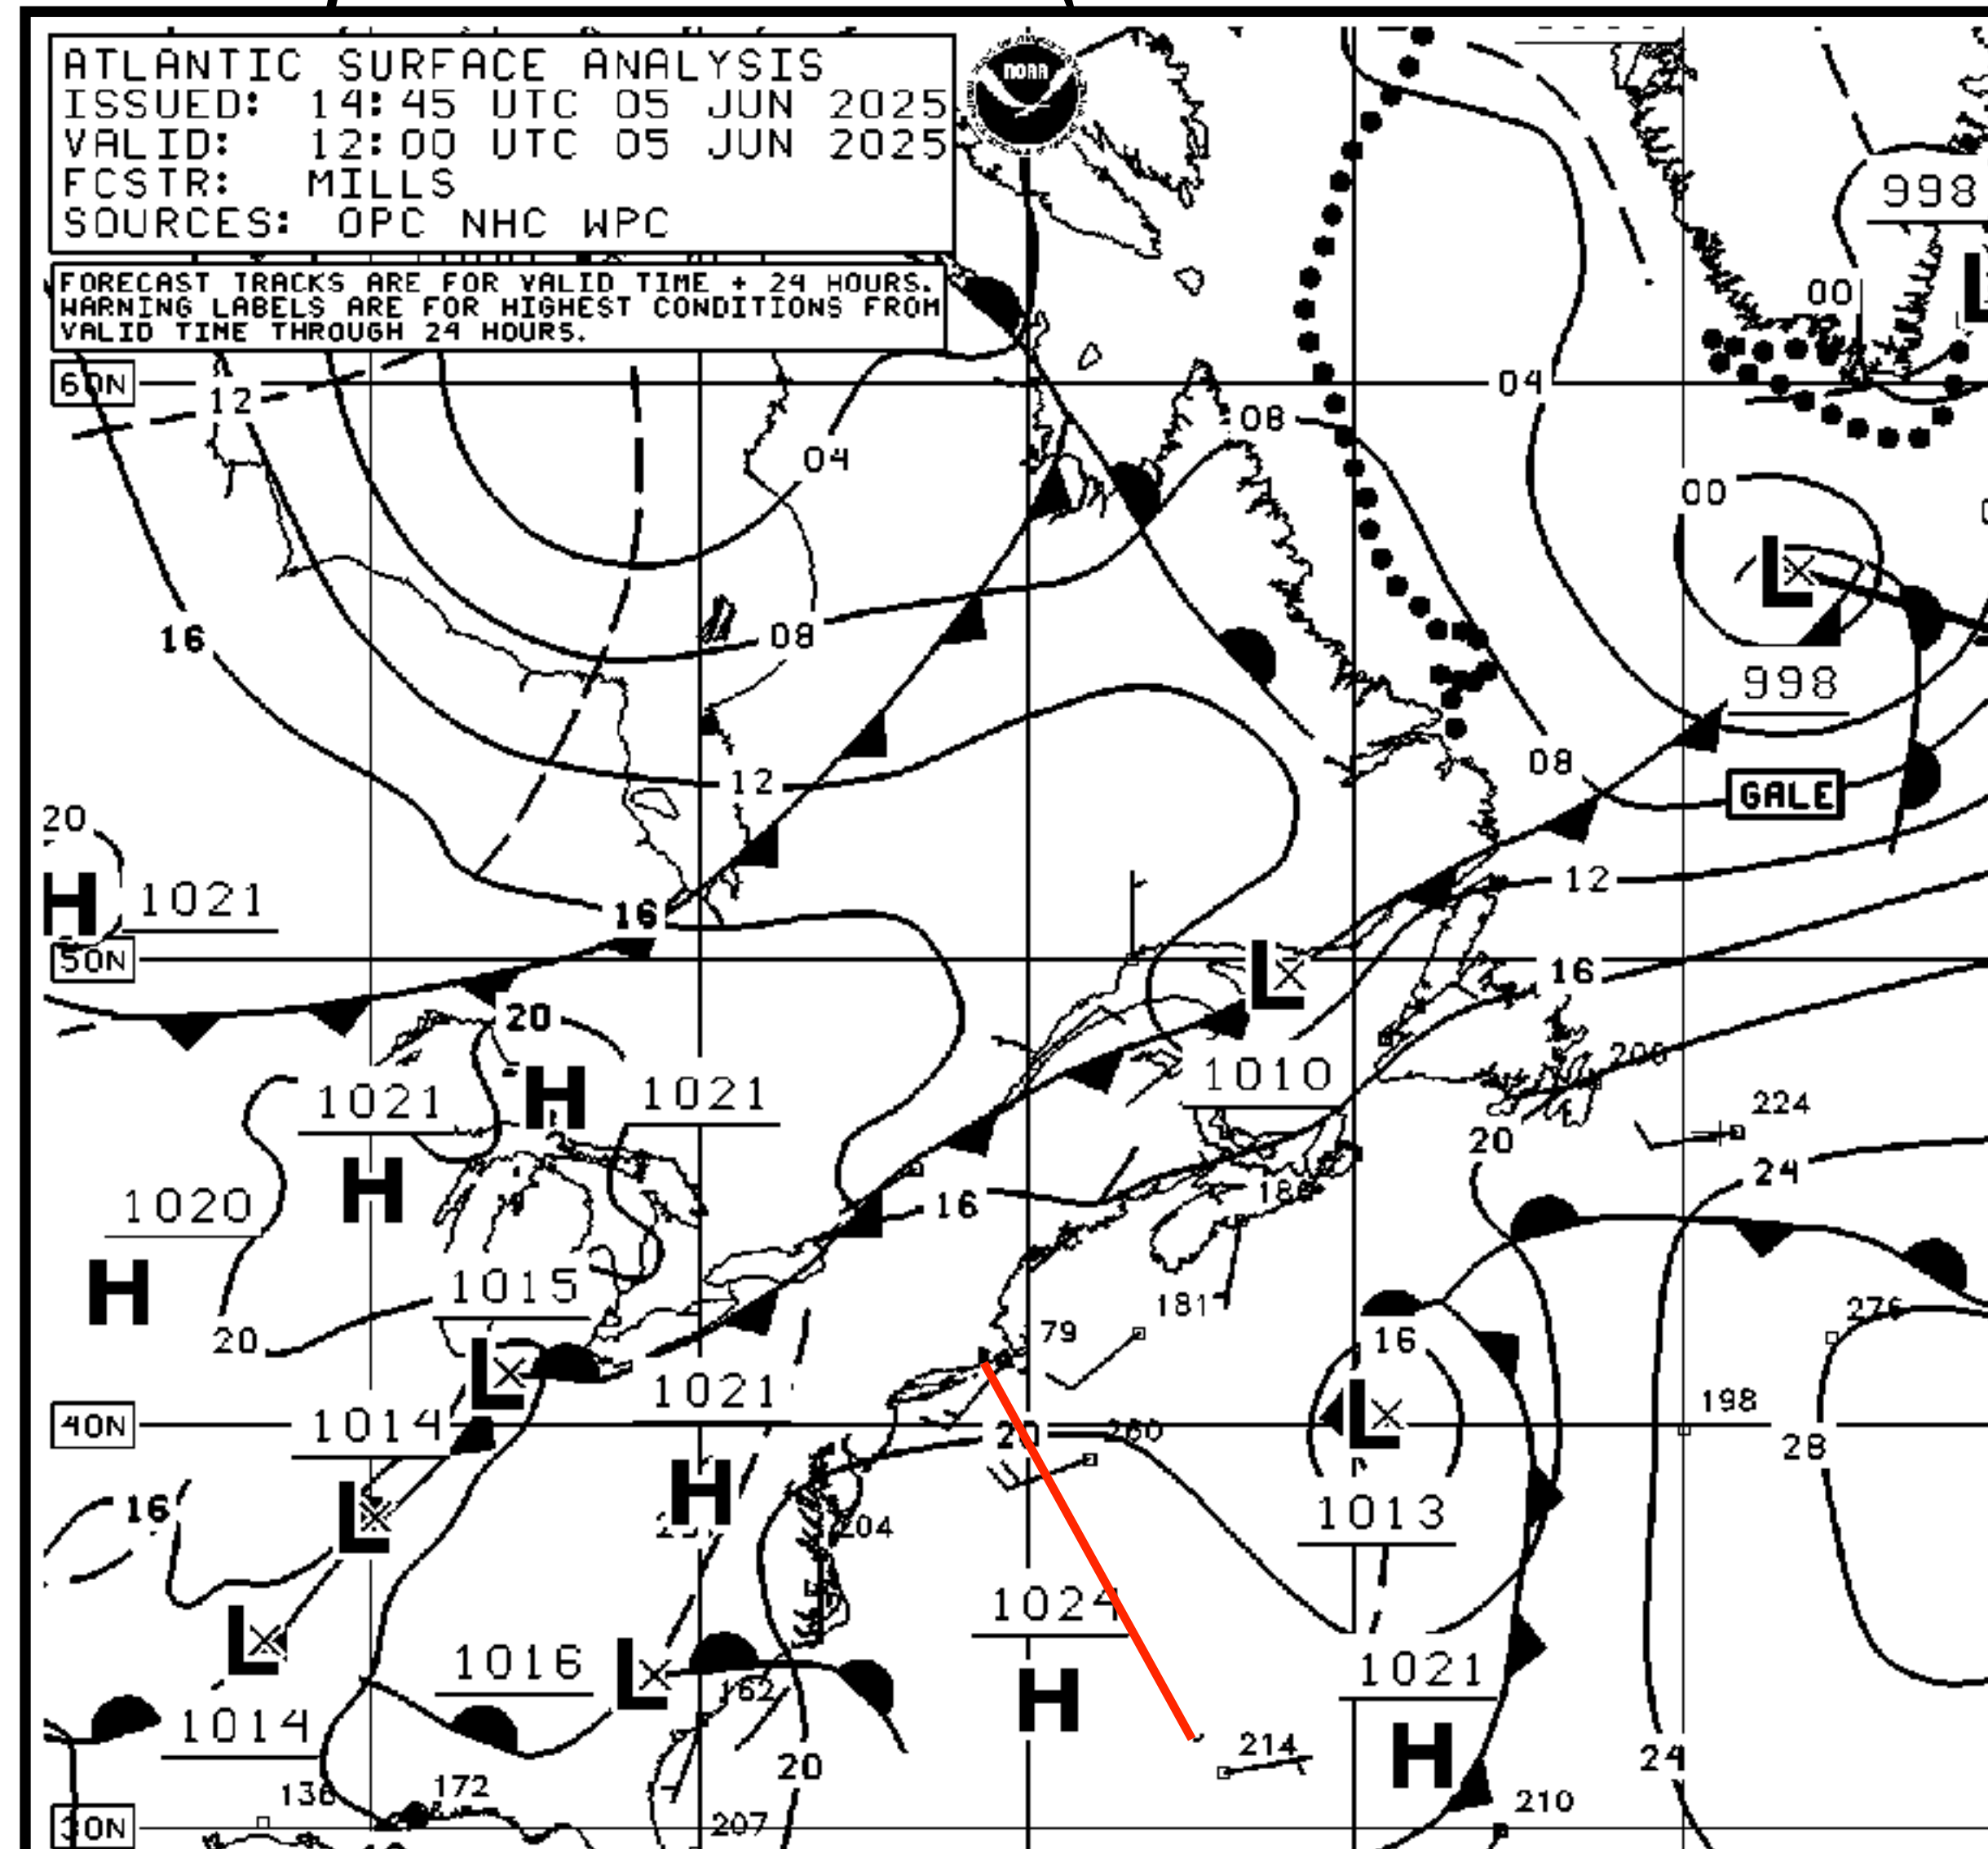 ATLANTIC SURFACE ANALYSIS
ISSUED: 14:45 UTC 05 JUN 2025
VALID: 12:00 UTC 05 JUN 2025
FCSTR: MILLS
SOURCES: OPC NHC WPC
NOAA
FORECAST TRACKS ARE FOR VALID TIME + 24 HOURS.
WARNING LABELS ARE FOR HIGHEST CONDITIONS FROM
VALID TIME THROUGH 24 HOURS.
998
00
60N
12
04
08
04
00
L
998
16
08
12
08
GALE
20
H
1021
16
12
50N
L
16
20
1010
1021
H
1021
206
224
20
24
1020
H
16
186
H
1015
181
20
79
16
276
L
1021
40N
1014
20
260
L
198
28
16
L
H
204
1013
1024
L
1016
L
H
1021
162
1014
H
20
214
24
136
172
210
30N
207